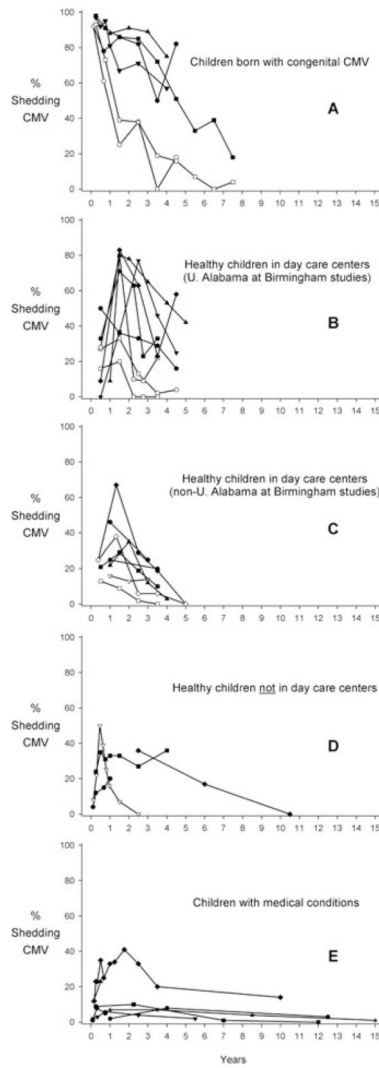 100
80
60
40
20
0
%
Shedding
CMV
Children born with congenital CMV
A
0 1 2 3 4 5 6 7 8 9 10 11 12 13 14 15
100
80
60
40
20
0
%
Shedding
CMV
Healthy children in day care centers
(U. Alabama at Birmingham studies)
B
0 1 2 3 4 5 6 7 8 9 10 11 12 13 14 15
100
80
60
40
20
0
%
Shedding
CMV
Healthy children in day care centers
(non-U. Alabama at Birmingham studies)
C
0 1 2 3 4 5 6 7 8 9 10 11 12 13 14 15
100
80
60
40
20
0
%
Shedding
CMV
Healthy children not in day care centers
D
0 1 2 3 4 5 6 7 8 9 10 11 12 13 14 15
100
80
60
40
20
0
%
Shedding
CMV
Children with medical conditions
E
0 1 2 3 4 5 6 7 8 9 10 11 12 13 14 15
Years